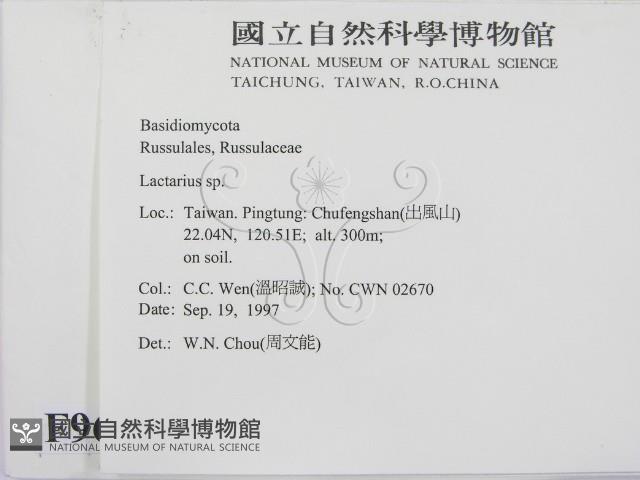 國立自然科學博物館
NATIONAL MUSEUM OF NATURAL SCIENCE
TAICHUNG, TAIWAN, R.O.CHINA
Basidiomycota
Russulales, Russulaceae
Lactarius sp.
Loc.: Taiwan. Pingtung: Chufengshan(出風山)
22.04N, 120.51E; alt. 300m;
on soil.
Col.: C.C. Wen(溫昭誠); No. CWN 02670
Date: Sep. 19, 1997
Det.: W.N. Chou(周文能)
國立自然科學博物館
NATIONAL MUSEUM OF NATURAL SCIENCE